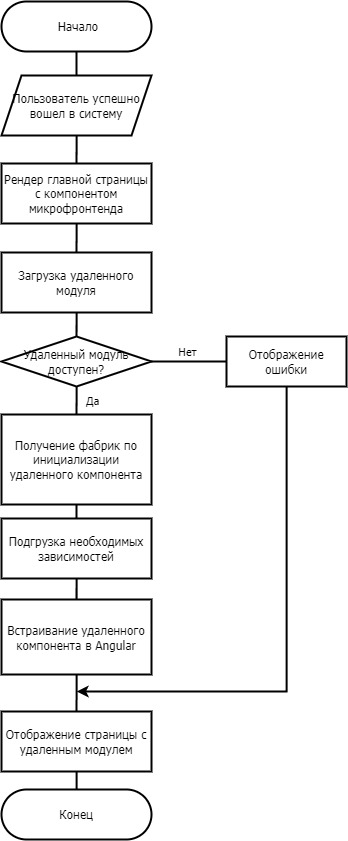 Начало
Пользователь успешно
вошел в систему
Рендер главной страницы
с компонентом
микрофронтенда
Загрузка удаленного
модуля
Удаленный модуль
доступен?
Нет
Отображение
ошибки
Да
Получение фабрик по
инициализации
удаленного компонента
Подгрузка необходимых
зависимостей
Встраивание удаленного
компонента в Angular
Отображение страницы с
удаленным модулем
Конец